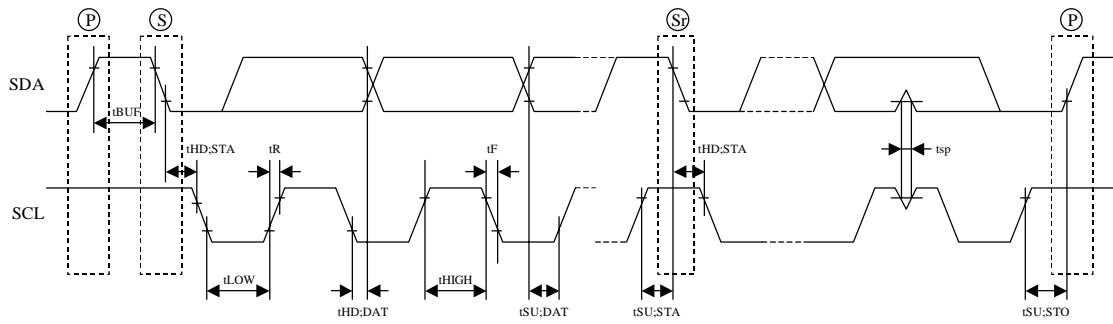 P S Sr P
SDA
tBUF
tHD;STA tR tF tHD;STA tsp
SCL
tLOW tHIGH
tHD;DAT tSU;DAT tSU;STA tSU;STO